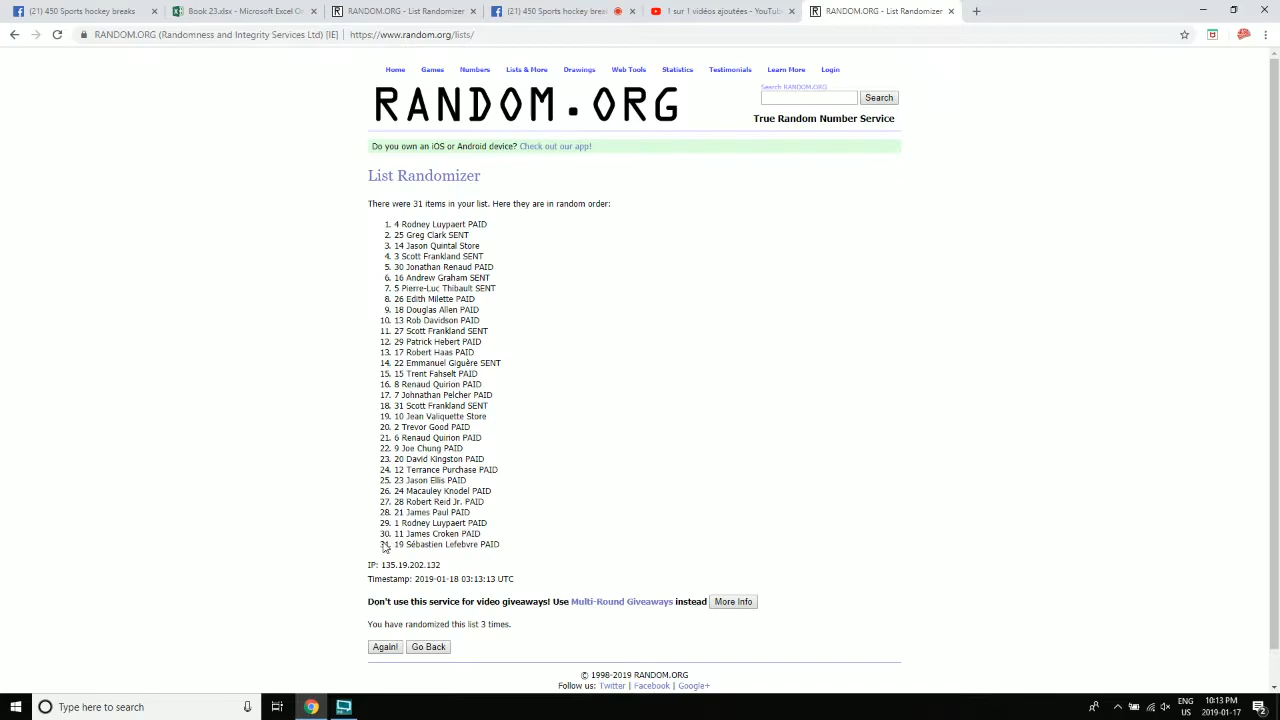 (21) 450 Sports hockey breaks
Book 23.xlsx - Microsoft Excel On
RANDOM.ORG - List Randomizer
(21) 450 Sports hockey brea
1 sur 1 vidéos ajoutées - YouTube
RANDOM.ORG - List Randomizer
RANDOM.ORG (Randomness and Integrity Services Ltd) [IE] | https://www.random.org/lists/
Home Games Numbers Lists & More Drawings Web Tools Statistics Testimonials Learn More Login
Search RANDOM.ORG
RANDOM.ORG
Search
True Random Number Service
Do you own an iOS or Android device? Check out our app!
List Randomizer
There were 31 items in your list. Here they are in random order:
1. 4 Rodney Luypaert PAID
2. 25 Greg Clark SENT
3. 14 Jason Quintal Store
4. 3 Scott Frankland SENT
5. 30 Jonathan Renaud PAID
6. 16 Andrew Graham SENT
7. 5 Pierre-Luc Thibault SENT
8. 26 Edith Milette PAID
9. 18 Douglas Allen PAID
10. 13 Rob Davidson PAID
11. 27 Scott Frankland SENT
12. 29 Patrick Hebert PAID
13. 17 Robert Haas PAID
14. 22 Emmanuel Giguère SENT
15. 15 Trent Fahselt PAID
16. 8 Renaud Quirion PAID
17. 7 Johnathan Pelcher PAID
18. 31 Scott Frankland SENT
19. 10 Jean Valiquette Store
20. 2 Trevor Good PAID
21. 6 Renaud Quirion PAID
22. 9 Joe Chung PAID
23. 20 David Kingston PAID
24. 12 Terrance Purchase PAID
25. 23 Jason Ellis PAID
26. 24 Macauley Knodel PAID
27. 28 Robert Reid Jr. PAID
28. 21 James Paul PAID
29. 1 Rodney Luypaert PAID
30. 11 James Croken PAID
31. 19 Sébastien Lefebvre PAID
IP: 135.19.202.132
Timestamp: 2019-01-18 03:13:13 UTC
Don't use this service for video giveaways! Use Multi-Round Giveaways instead More Info
You have randomized this list 3 times.
Again! Go Back
© 1998-2019 RANDOM.ORG
Follow us: Twitter | Facebook | Google+
Type here to search
ENG
US
10:13 PM
2019-01-17
2